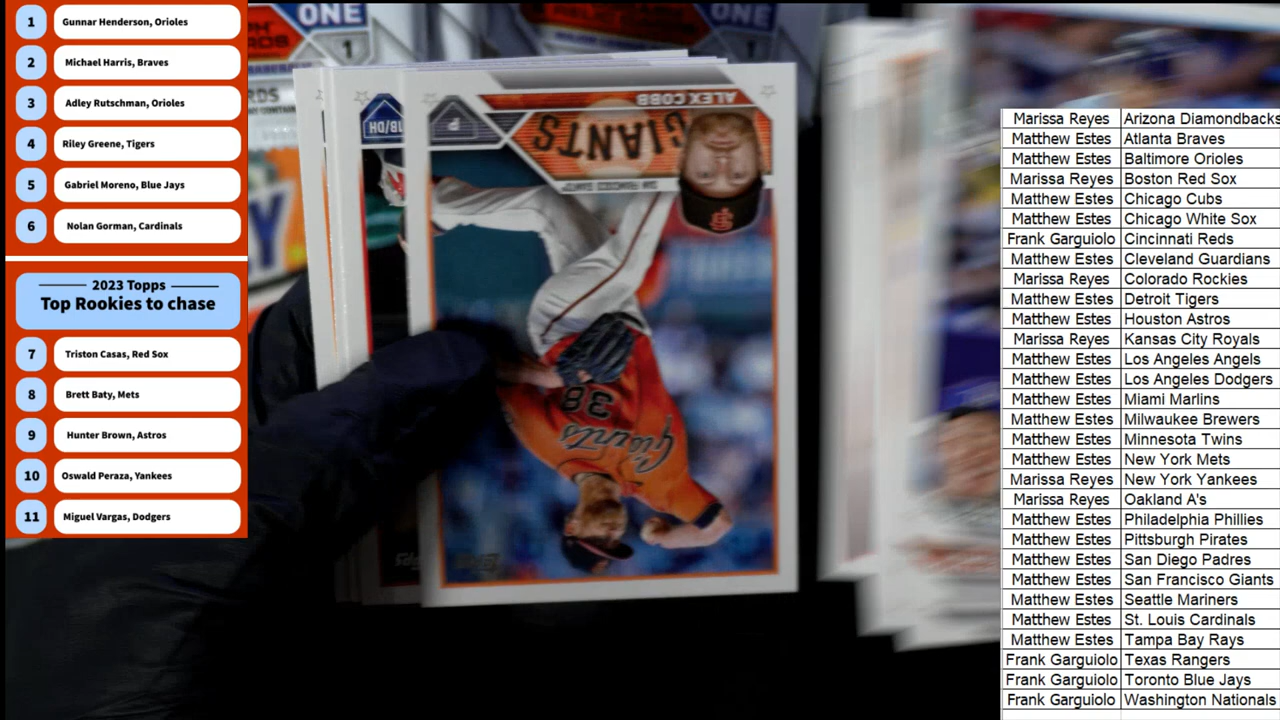 1 Gunnar Henderson, Orioles
2 Michael Harris, Braves
3 Adley Rutschman, Orioles
4 Riley Greene, Tigers
5 Gabriel Moreno, Blue Jays
6 Nolan Gorman, Cardinals
2023 Topps
Top Rookies to chase
7 Triston Casas, Red Sox
8 Brett Baty, Mets
9 Hunter Brown, Astros
10 Oswald Peraza, Yankees
11 Miguel Vargas, Dodgers
ONE
1
ONE
1
1B/DH
P
ALEX COBB
GIANTS
SF
38
Giants
Marissa Reyes Arizona Diamondbacks
Matthew Estes Atlanta Braves
Matthew Estes Baltimore Orioles
Marissa Reyes Boston Red Sox
Matthew Estes Chicago Cubs
Matthew Estes Chicago White Sox
Frank Garguiolo Cincinnati Reds
Matthew Estes Cleveland Guardians
Marissa Reyes Colorado Rockies
Matthew Estes Detroit Tigers
Matthew Estes Houston Astros
Marissa Reyes Kansas City Royals
Matthew Estes Los Angeles Angels
Matthew Estes Los Angeles Dodgers
Matthew Estes Miami Marlins
Matthew Estes Milwaukee Brewers
Matthew Estes Minnesota Twins
Matthew Estes New York Mets
Marissa Reyes New York Yankees
Marissa Reyes Oakland A's
Matthew Estes Philadelphia Phillies
Matthew Estes Pittsburgh Pirates
Matthew Estes San Diego Padres
Matthew Estes San Francisco Giants
Matthew Estes Seattle Mariners
Matthew Estes St. Louis Cardinals
Matthew Estes Tampa Bay Rays
Frank Garguiolo Texas Rangers
Frank Garguiolo Toronto Blue Jays
Frank Garguiolo Washington Nationals